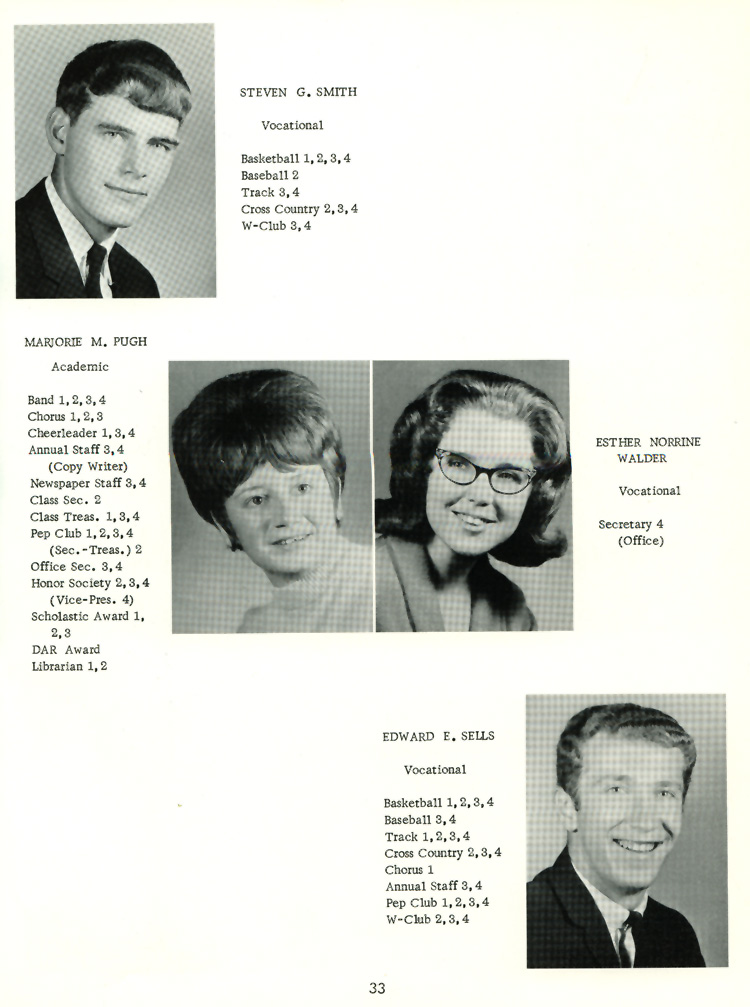 STEVEN G. SMITH
Vocational
Basketball 1, 2, 3, 4
Baseball 2
Track 3, 4
Cross Country 2, 3, 4
W-Club 3, 4
MARJORIE M. PUGH
Academic
Band 1, 2, 3, 4
Chorus 1, 2, 3
Cheerleader 1, 3, 4
Annual Staff 3, 4
(Copy Writer)
Newspaper Staff 3, 4
Class Sec. 2
Class Treas. 1, 3, 4
Pep Club 1, 2, 3, 4
(Sec.-Treas.) 2
Office Sec. 3, 4
Honor Society 2, 3, 4
(Vice-Pres. 4)
Scholastic Award 1,
2, 3
DAR Award
Librarian 1, 2
ESTHER NORRINE
WALDER
Vocational
Secretary 4
(Office)
EDWARD E. SELLS
Vocational
Basketball 1, 2, 3, 4
Baseball 3, 4
Track 1, 2, 3, 4
Cross Country 2, 3, 4
Chorus 1
Annual Staff 3, 4
Pep Club 1, 2, 3, 4
W-Club 2, 3, 4
33